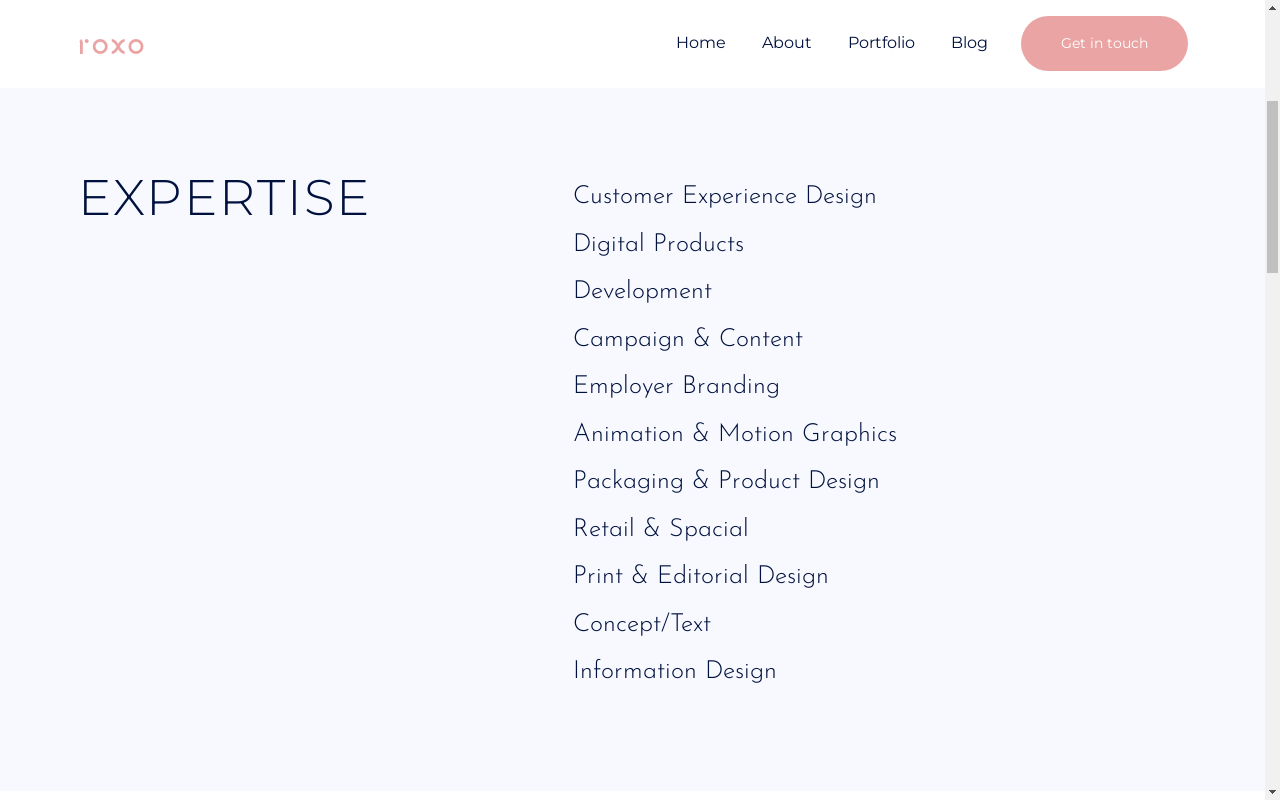 roxo
Home About Portfolio Blog Get in touch
EXPERTISE
Customer Experience Design
Digital Products
Development
Campaign & Content
Employer Branding
Animation & Motion Graphics
Packaging & Product Design
Retail & Spacial
Print & Editorial Design
Concept/Text
Information Design